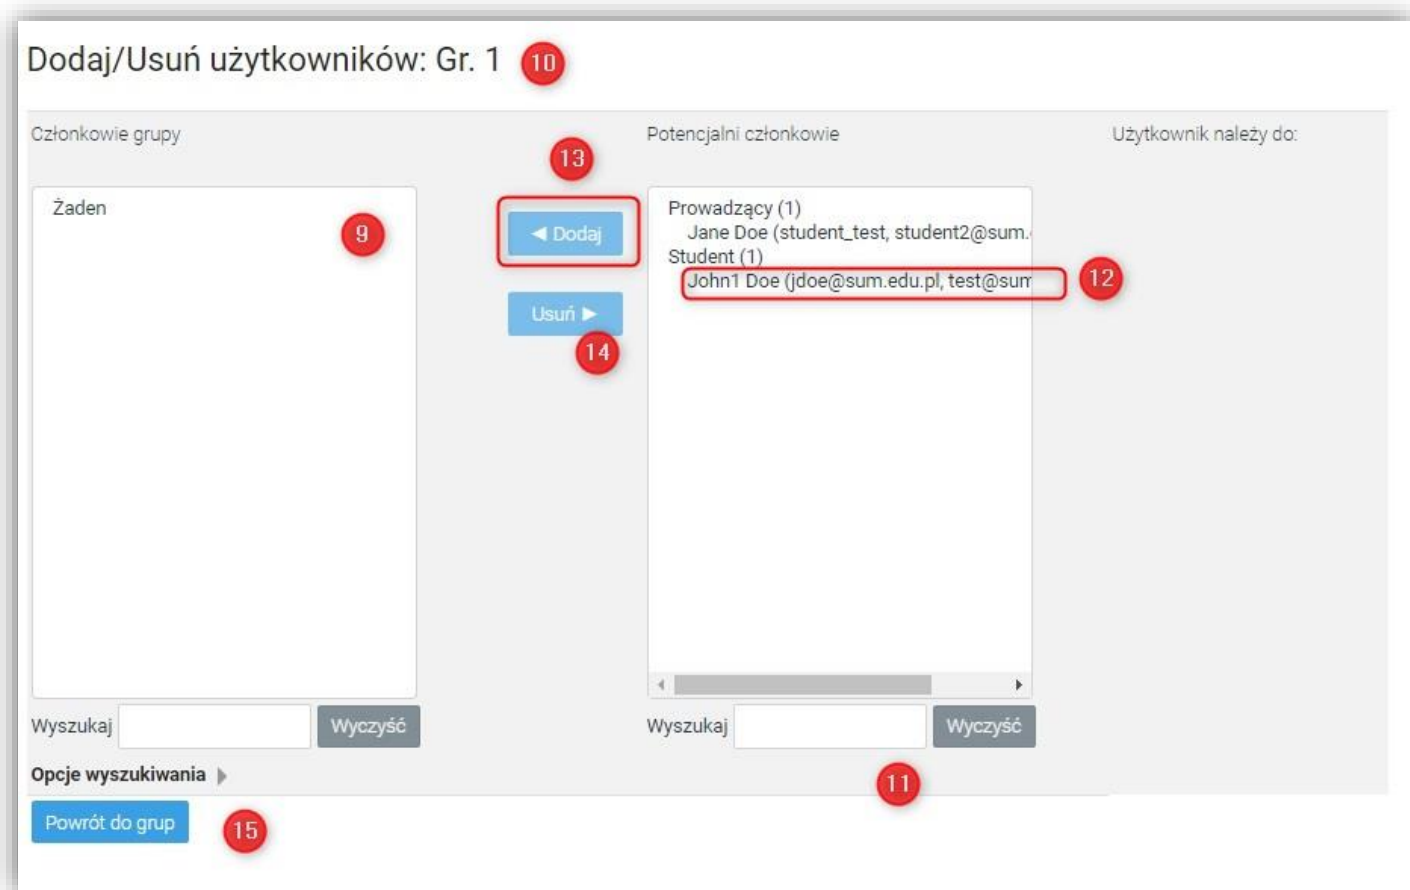 Dodaj/Usuń użytkowników: Gr. 1
10
Członkowie grupy
13
Potencjalni członkowie
Użytkownik należy do:
Żaden
9
◄ Dodaj
Prowadzący (1)
Jane Doe (student_test, student2@sum.
Student (1)
John1 Doe (jdoe@sum.edu.pl, test@sum
12
Usuń ►
14
Wyszukaj
Wyczyść
Wyszukaj
Wyczyść
Opcje wyszukiwania
11
Powrót do grup
15